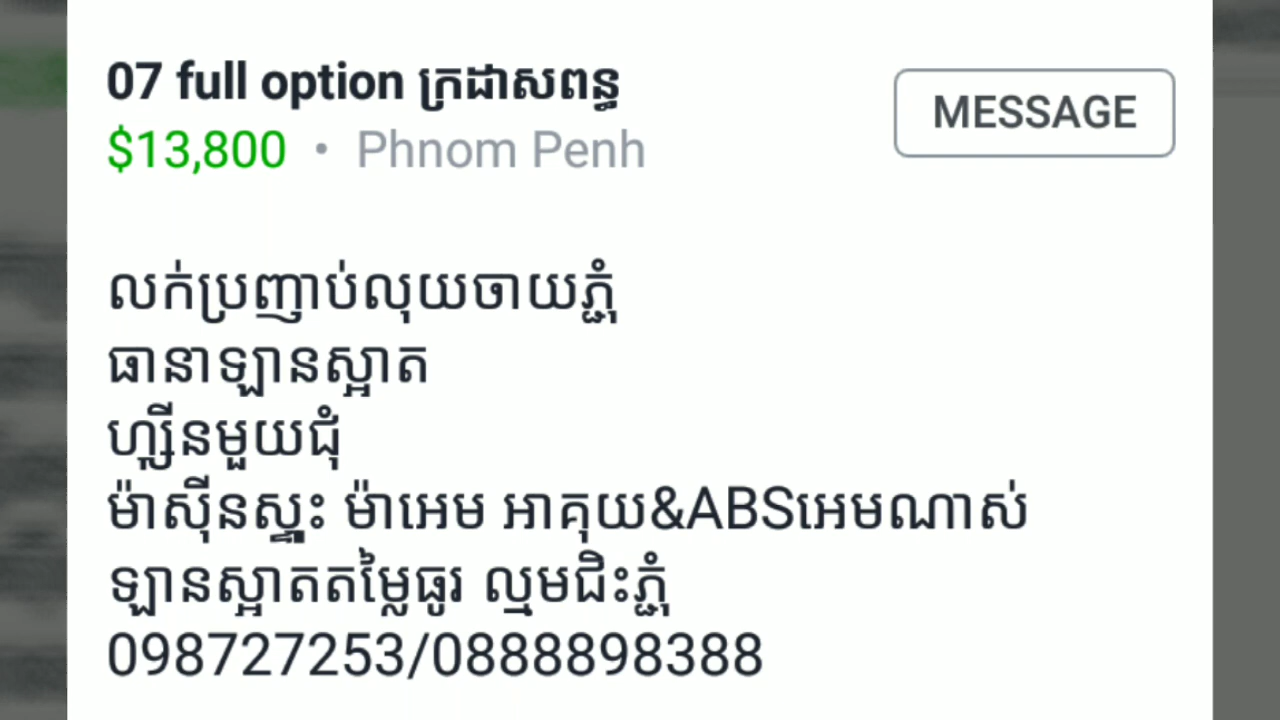 07 full option ក្រដាសពន្ធ
$13,800 • Phnom Penh
MESSAGE
លក់ប្រញាប់លុយចាយភ្ជុំ
ធានាឡានស្អាត
ហ្ស៊ីនមួយជុំ
ម៉ាស៊ីនស្ទុះ ម៉ាអេម អាគុយ&ABSអេមណាស់
ឡានស្អាតតម្លៃធូរ ល្មមជិះភ្ជុំ
098727253/0888898388